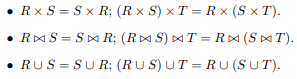 • R × S = S × R; (R × S) × T = R × (S × T).
• R ⋈ S = S ⋈ R; (R ⋈ S) ⋈ T = R ⋈ (S ⋈ T).
• R ∪ S = S ∪ R; (R ∪ S) ∪ T = R ∪ (S ∪ T).